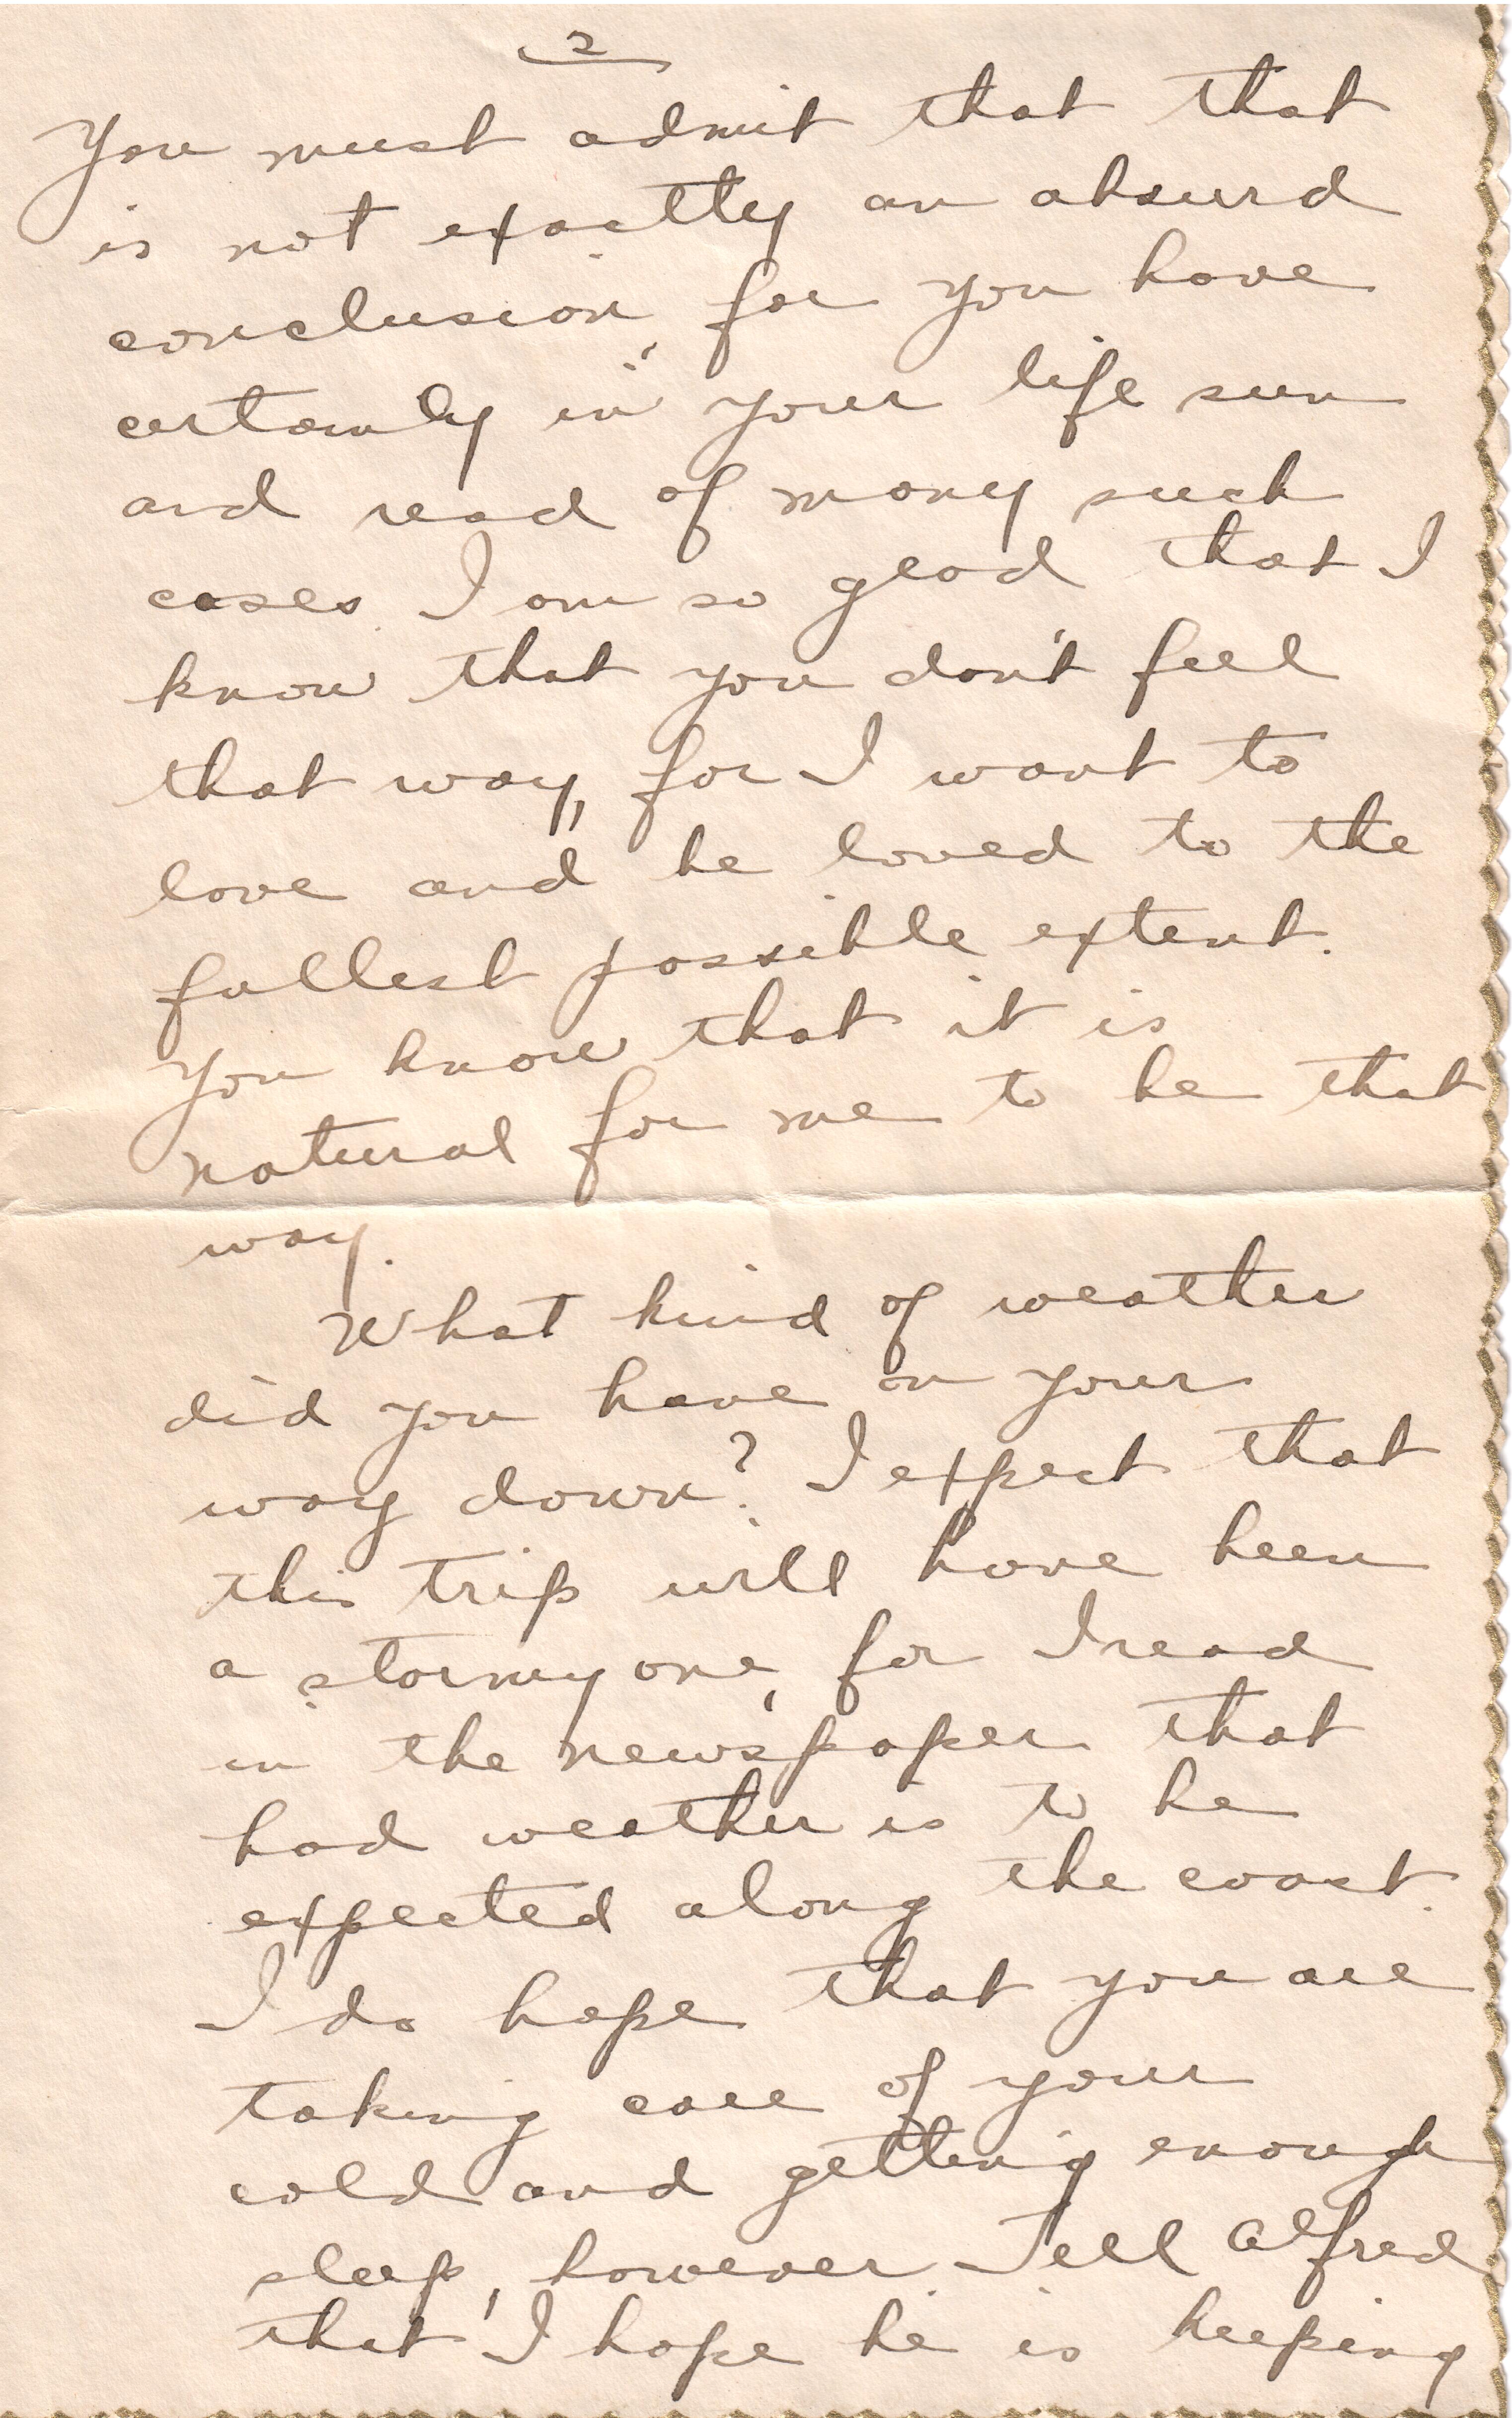 2
You must admit that that
is not exactly an absurd
conclusion, for you have
certainly in your life seen
and read of many such
cases. I am so glad that I
know that you don't feel
that way, for I want to
love and be loved to the
fullest possible extent.
You know that it is
natural for me to be that
way.
What kind of weather
did you have on your
way down? I expect that
this trip will have been
a stormy one, for I read
in the newspaper that
bad weather is to be
expected along the coast.
I do hope that you are
taking care of your
cold and getting enough
sleep, however. Tell Alfred
that I hope he is keeping